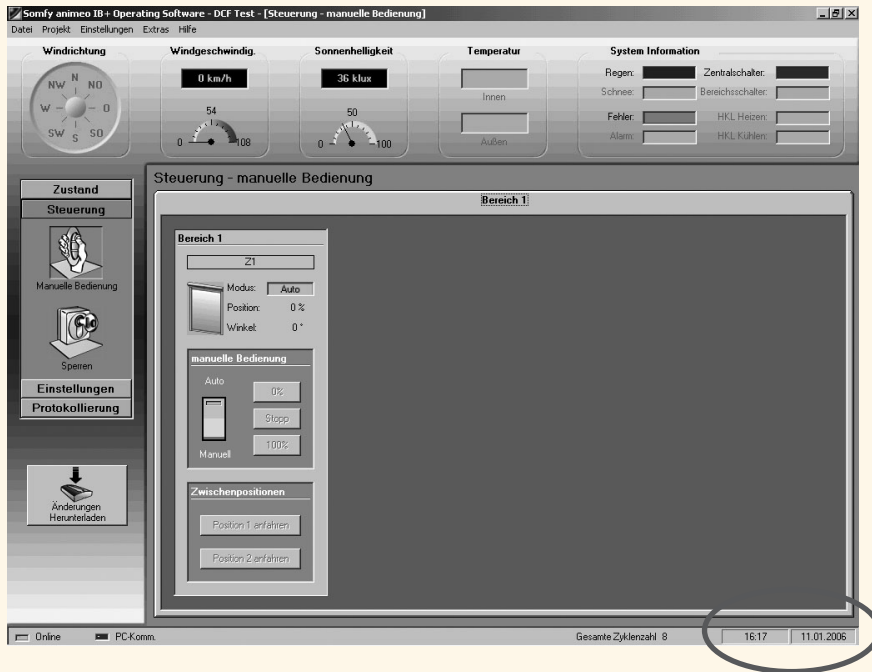 Somfy animeo IB+ Operating Software - DCF Test - [Steuerung - manuelle Bedienung]
Datei Projekt Einstellungen Extras Hilfe
Windrichtung
N
NO
O
SO
S
SW
W
NW
Windgeschwindig.
0 km/h
54
0
108
Sonnenhelligkeit
36 klux
50
0
100
Temperatur
Innen
Außen
System Information
Regen: Zentralschalter:
Schnee: Bereichsschalter:
Fehler: HKL Heizen:
Alarm: HKL Kühlen:
Zustand
Steuerung
Manuelle Bedienung
Sperren
Einstellungen
Protokollierung
Änderungen
Herunterladen
Steuerung - manuelle Bedienung
Bereich 1
Bereich 1
Z1
Modus: Auto
Position: 0 %
Winkel: 0 °
manuelle Bedienung
Auto
Manuell
0%
Stopp
100%
Zwischenpositionen
Position 1 anfahren
Position 2 anfahren
Online PC-Komm. Gesamte Zyklenzahl 8 16:17 11.01.2006